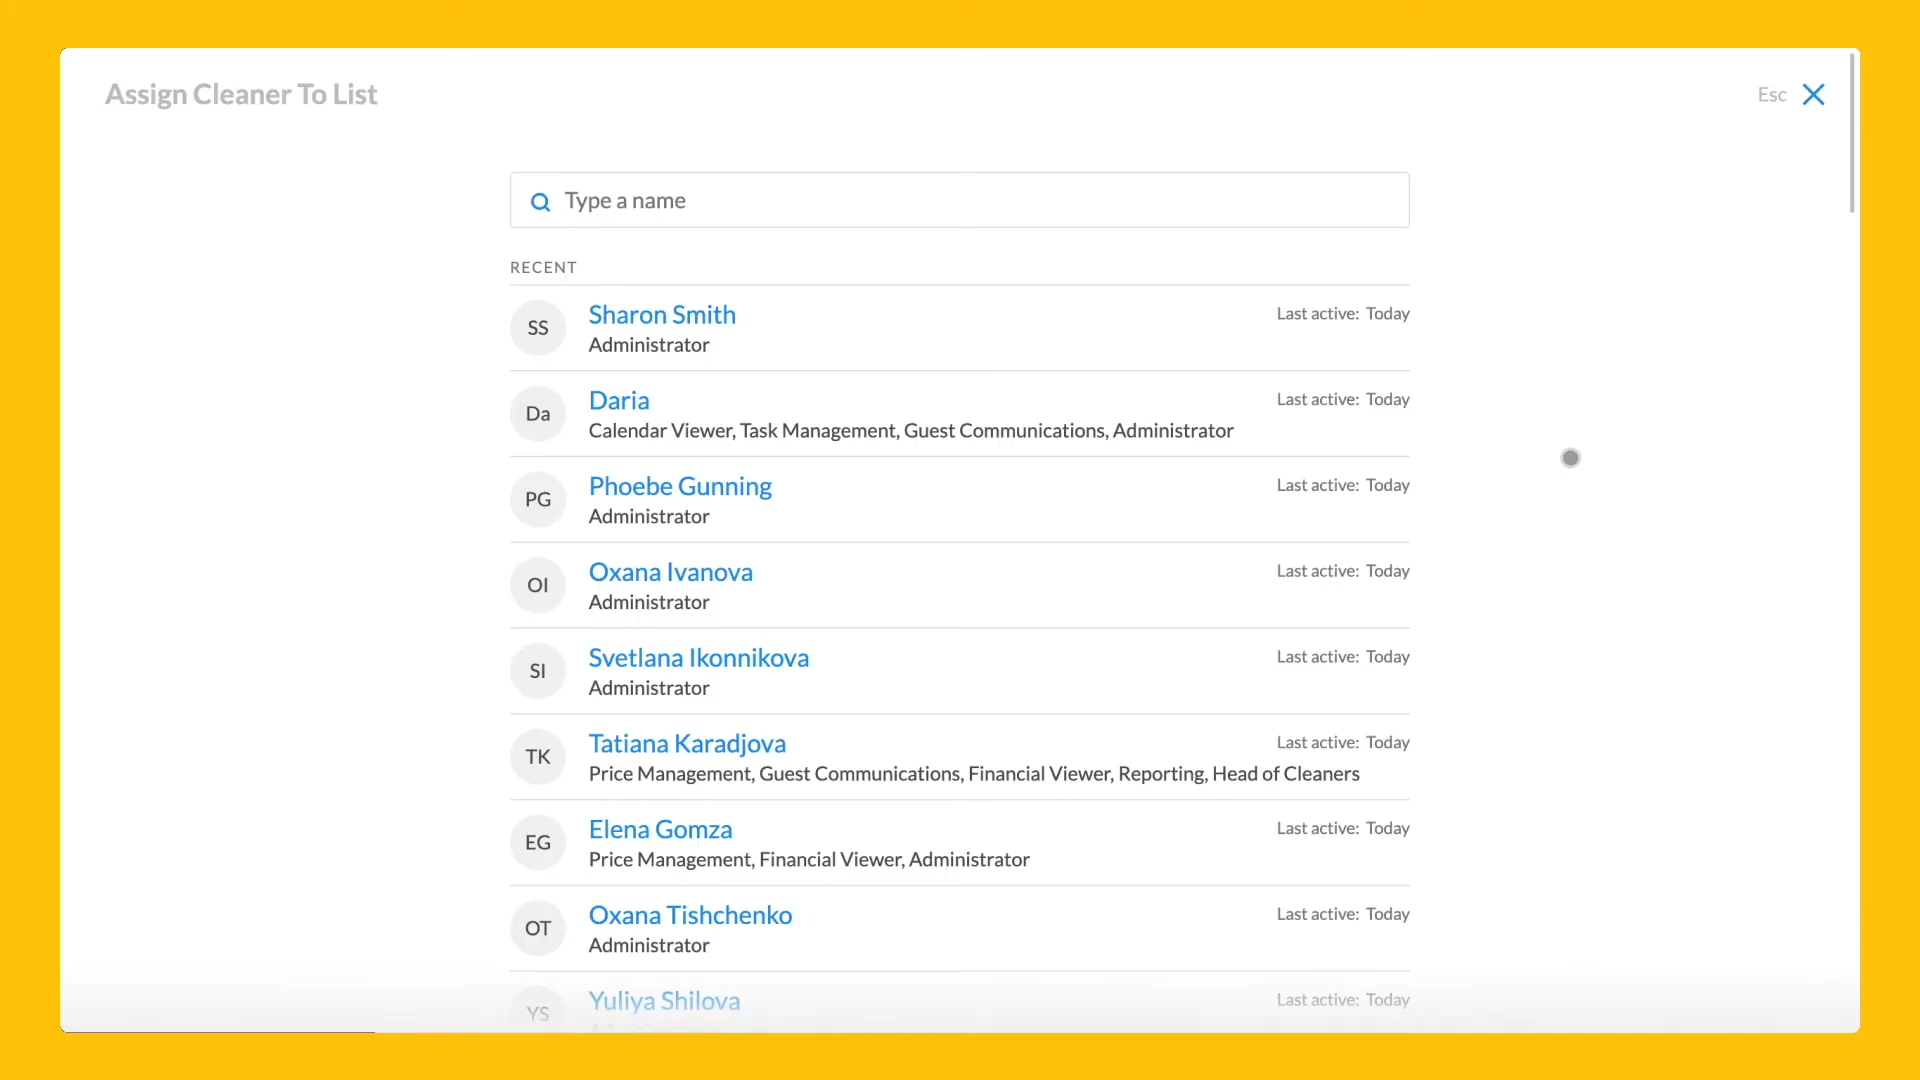 Assign Cleaner To List
Esc
Type a name
RECENT
SS
Sharon Smith
Last active: Today
Administrator
Da
Daria
Last active: Today
Calendar Viewer, Task Management, Guest Communications, Administrator
PG
Phoebe Gunning
Last active: Today
Administrator
OI
Oxana Ivanova
Last active: Today
Administrator
SI
Svetlana Ikonnikova
Last active: Today
Administrator
TK
Tatiana Karadjova
Last active: Today
Price Management, Guest Communications, Financial Viewer, Reporting, Head of Cleaners
EG
Elena Gomza
Last active: Today
Price Management, Financial Viewer, Administrator
OT
Oxana Tishchenko
Last active: Today
Administrator
YS
Yuliya Shilova
Last active: Today